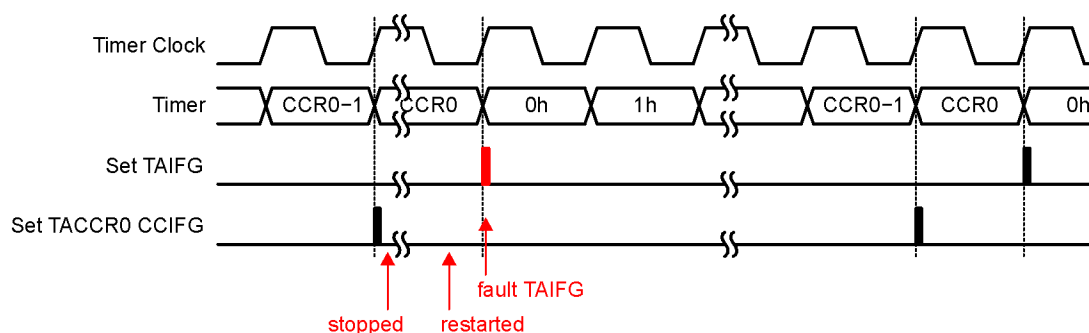 Timer Clock
Timer CCR0−1 CCR0 0h 1h CCR0−1 CCR0 0h
Set TAIFG
Set TACCR0 CCIFG
fault TAIFG
stopped restarted